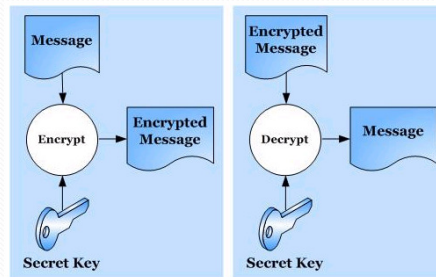 Message
Encrypt
Encrypted
Message
Secret Key
Encrypted
Message
Decrypt
Message
Secret Key